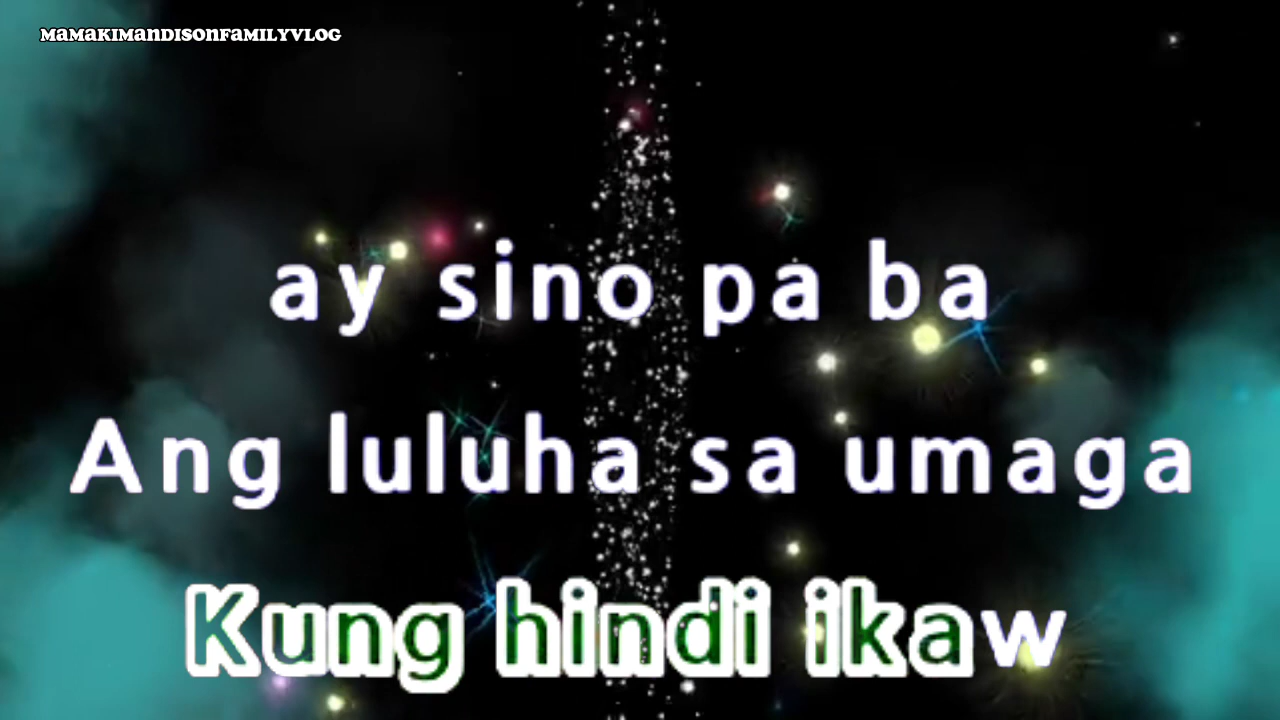 MAMAKIMANDISONFAMILYVLOG
ay sino pa ba
Ang luluha sa umaga
Kung hindi ikaw